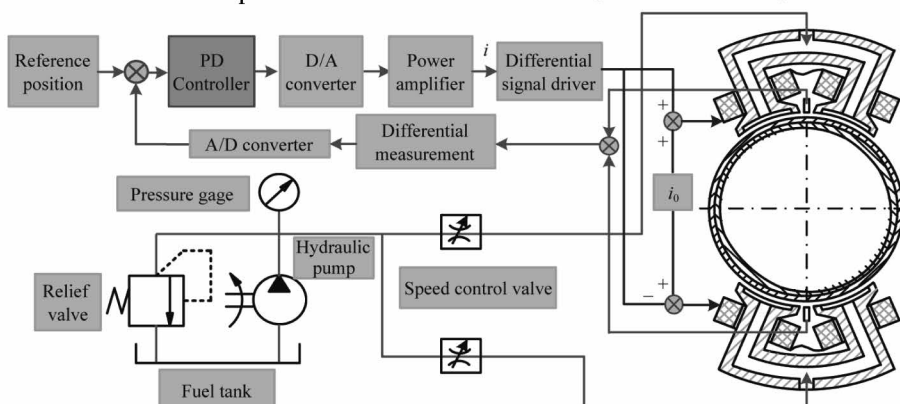 Reference
position
PD
Controller
D/A
converter
Power
amplifier
i
Differential
signal driver
+
+
A/D converter
Differential
measurement
i0
Pressure gage
Hydraulic
pump
Relief
valve
Speed control valve
+
−
Fuel tank